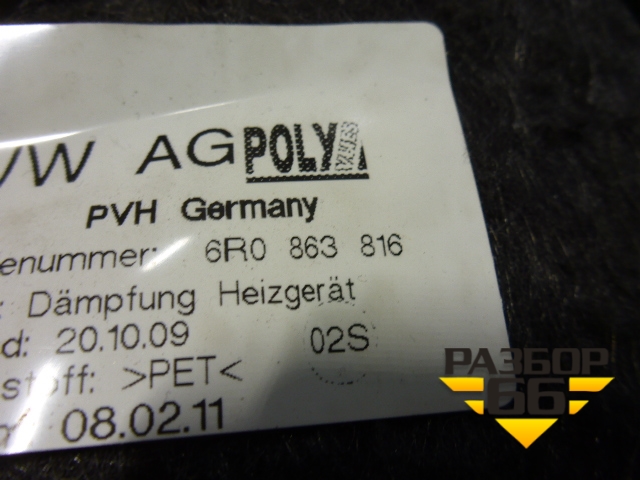 VW AG POLY
PVH Germany
enummer: 6R0 863 816
: Dämpfung Heizgerät
d: 20.10.09 02S
stoff: >PET<
08.02.11
РАЗБОР
66